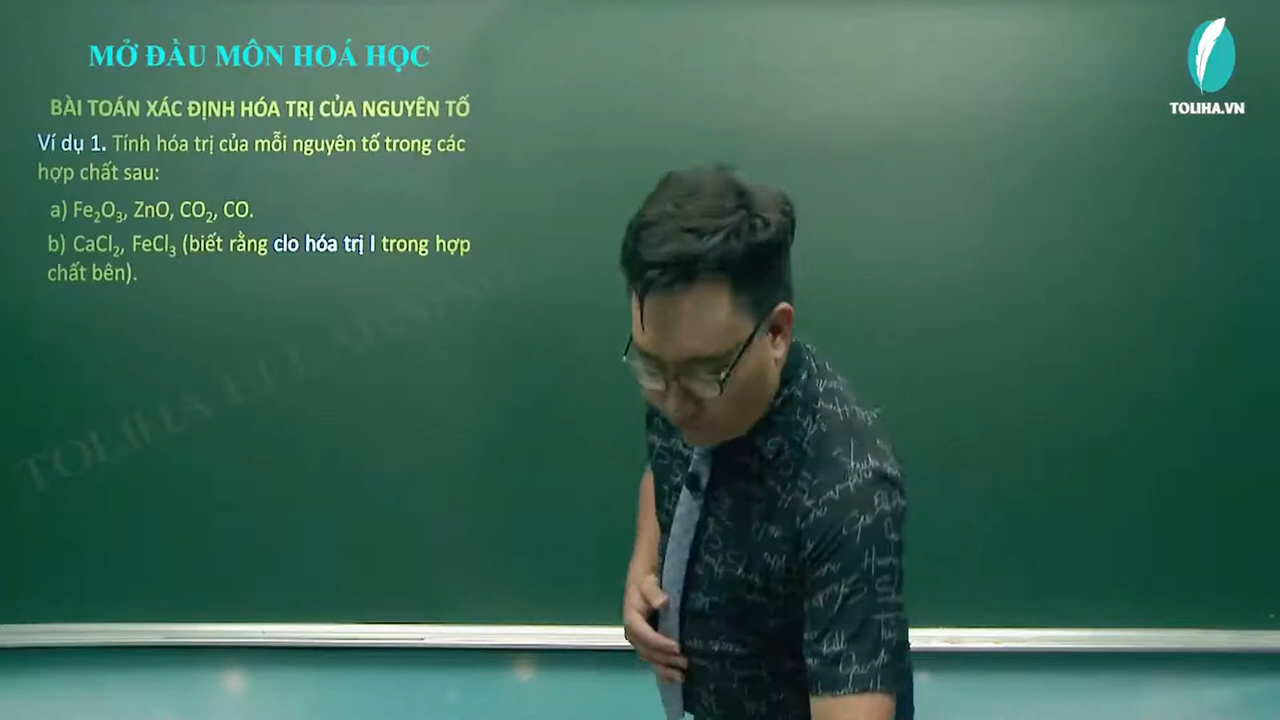 MỞ ĐẦU MÔN HOÁ HỌC
TOLIHA.VN
BÀI TOÁN XÁC ĐỊNH HÓA TRỊ CỦA NGUYÊN TỐ
Ví dụ 1. Tính hóa trị của mỗi nguyên tố trong các
hợp chất sau:
a) Fe₂O₃, ZnO, CO₂, CO.
b) CaCl₂, FeCl₃ (biết rằng clo hóa trị I trong hợp
chất bên).